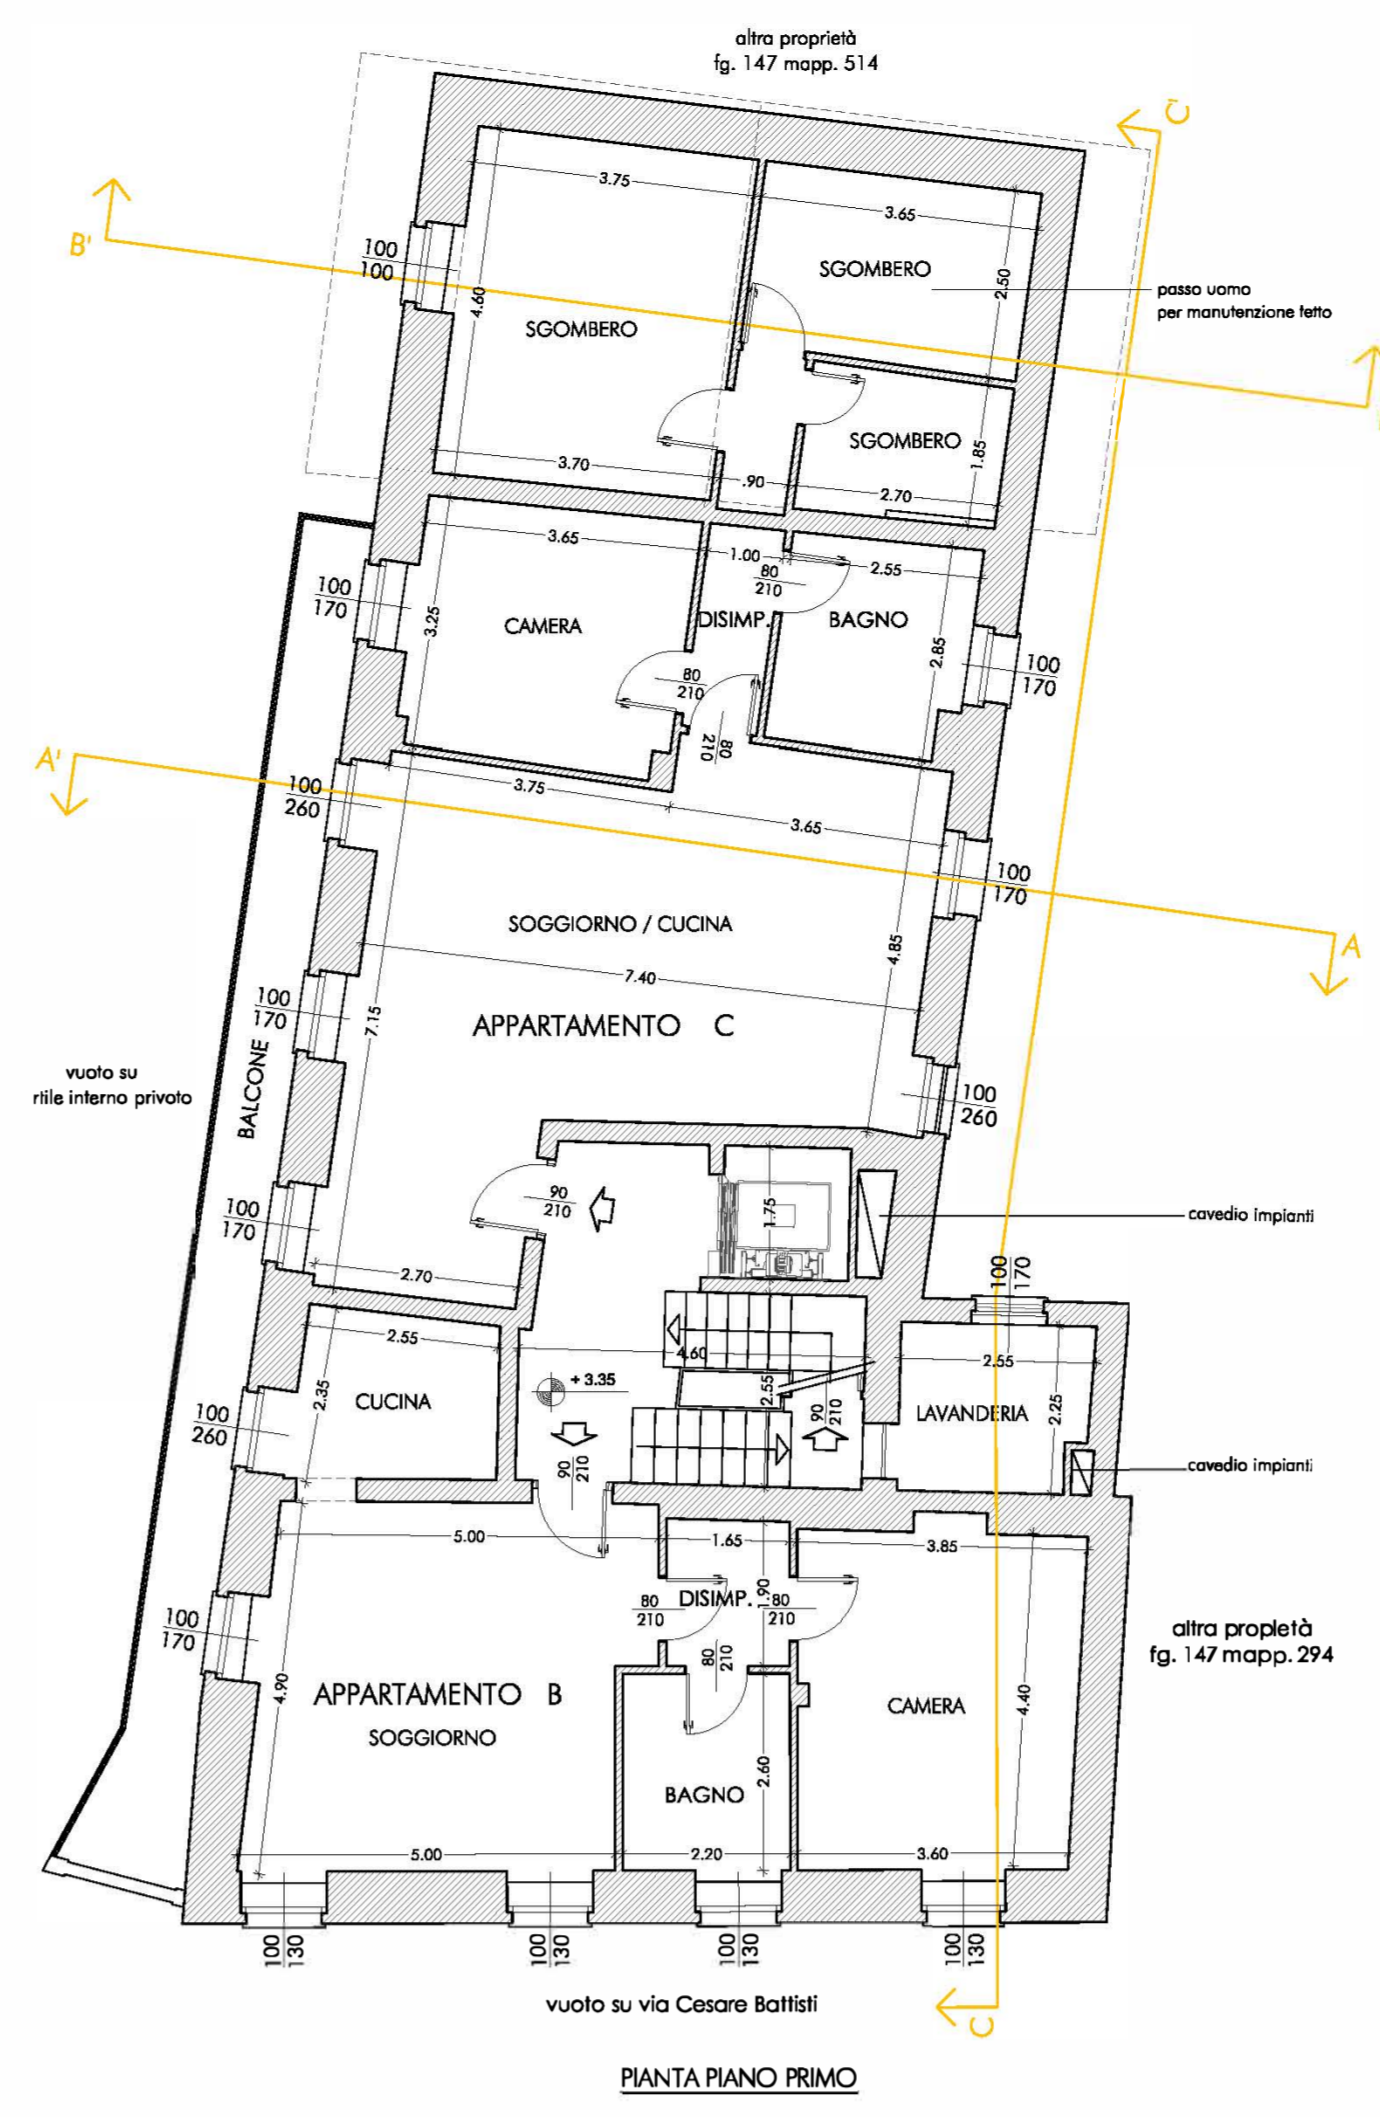 altra proprietà
fg. 147 mapp. 514
C'
B'
3.75
3.65
100
100
4.60
SGOMBERO
SGOMBERO
2.50
passo uomo
per manutenzione tetto
SGOMBERO
1.85
3.70
.90
2.70
3.65
1.00
2.55
80
210
100
170
3.25
CAMERA
DISIMP.
BAGNO
2.85
100
170
80
210
80
210
A'
100
260
3.75
3.65
100
170
SOGGIORNO / CUCINA
4.85
A
7.40
100
170
7.15
APPARTAMENTO C
vuoto su
rtile interno privato
BALCONE
100
260
90
210
1.75
100
170
cavedio impianti
2.70
100
170
2.55
4.60
2.55
2.35
CUCINA
+ 3.35
2.55
90
210
LAVANDERIA
2.25
100
260
90
210
cavedio impianti
5.00
1.65
3.85
100
170
80
210
DISIMP.
1.90
80
210
80
210
altra propletà
fg. 147 mapp. 294
4.90
APPARTAMENTO B
SOGGIORNO
CAMERA
4.40
BAGNO
2.60
5.00
2.20
3.60
100
130
100
130
100
130
100
130
vuoto su via Cesare Battisti
C
PIANTA PIANO PRIMO